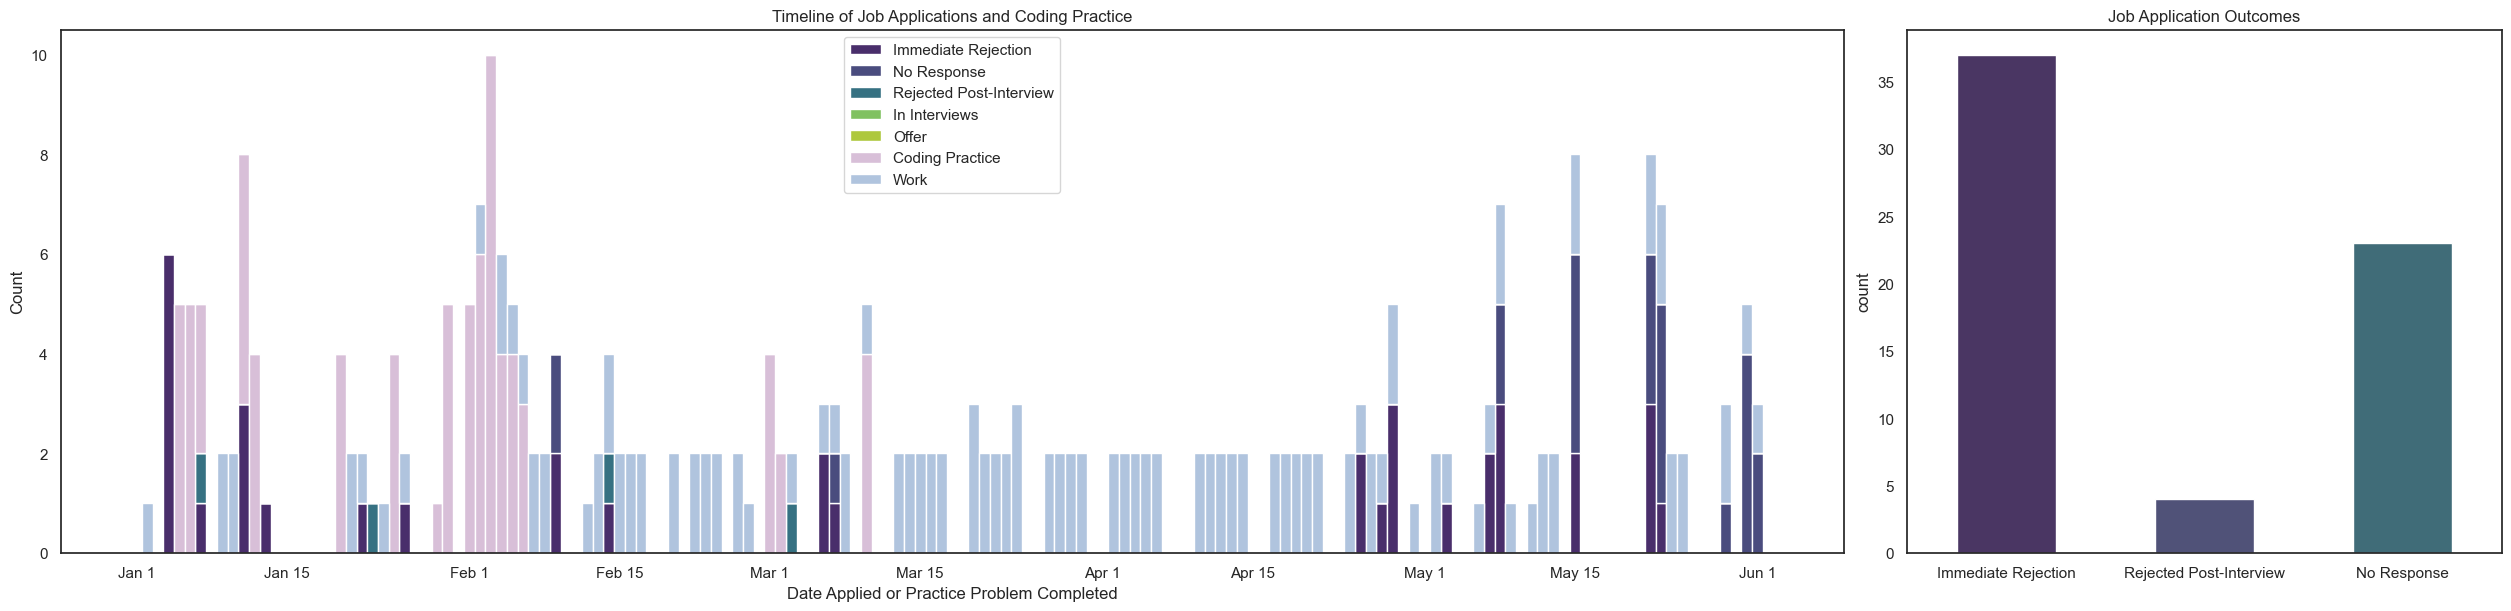 Timeline of Job Applications and Coding Practice
Count
10
8
6
4
2
0
Immediate Rejection
No Response
Rejected Post-Interview
In Interviews
Offer
Coding Practice
Work
Jan 1
Jan 15
Feb 1
Feb 15
Mar 1
Mar 15
Apr 1
Apr 15
May 1
May 15
Jun 1
Date Applied or Practice Problem Completed
Job Application Outcomes
count
35
30
25
20
15
10
5
0
Immediate Rejection
Rejected Post-Interview
No Response